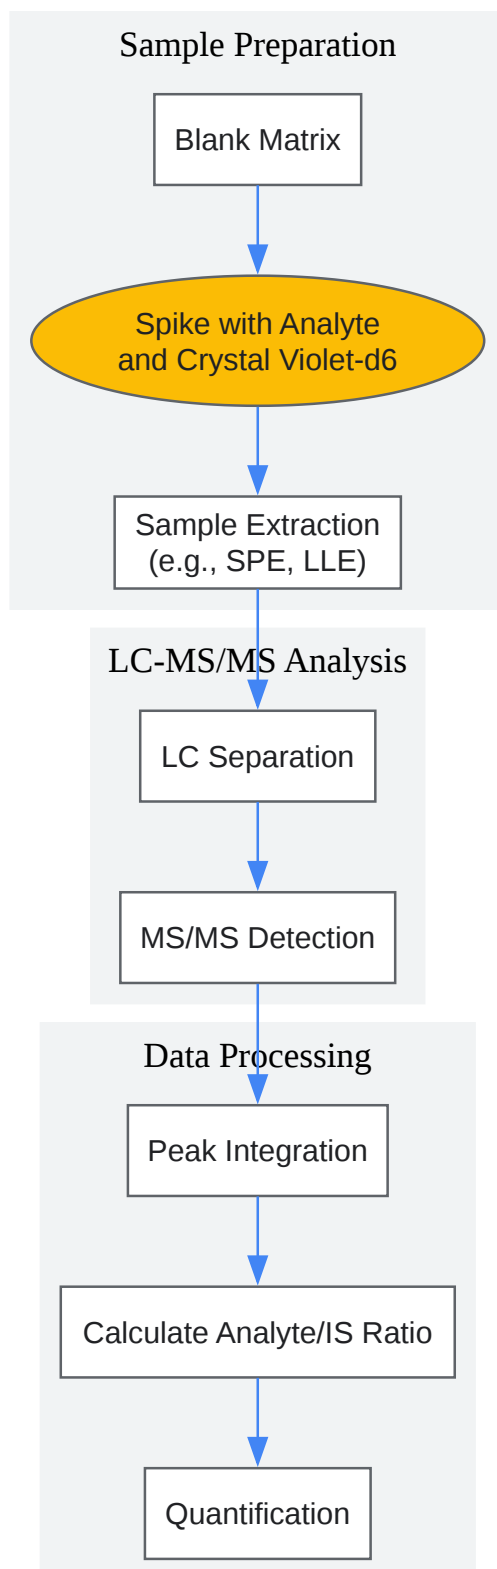 Sample Preparation
Blank Matrix
Spike with Analyte
and Crystal Violet-d6
Sample Extraction
(e.g., SPE, LLE)
LC-MS/MS Analysis
LC Separation
MS/MS Detection
Data Processing
Peak Integration
Calculate Analyte/IS Ratio
Quantification